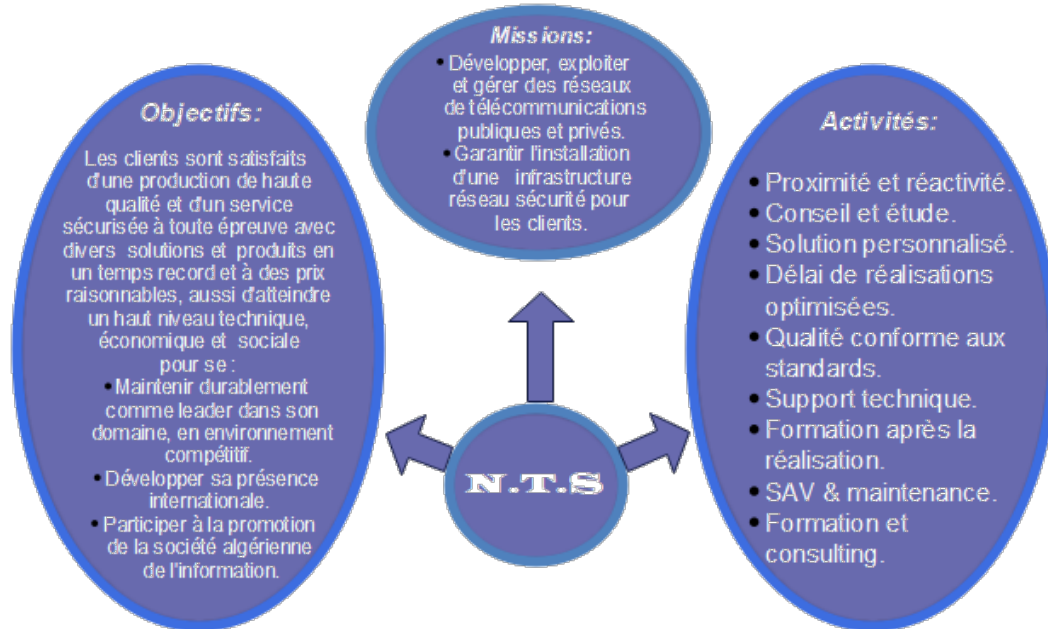 Missions:
• Développer, exploiter
et gérer des réseaux
de télécommunications
publiques et privés.
• Garantir l'installation
d'une infrastructure
réseau sécurité pour
les clients.
Objectifs:
Les clients sont satisfaits
d'une production de haute
qualité et d'un service
sécurisée à toute épreuve avec
divers solutions et produits en
un temps record et à des prix
raisonnables, aussi d'atteindre
un haut niveau technique,
économique et sociale
pour se :
• Maintenir durablement
comme leader dans son
domaine, en environnement
compétitif.
• Développer sa présence
internationale.
• Participer à la promotion
de la société algérienne
de l'information.
Activités:
• Proximité et réactivité.
• Conseil et étude.
• Solution personnalisé.
• Délai de réalisations
optimisées.
• Qualité conforme aux
standards.
• Support technique.
• Formation après la
réalisation.
• SAV & maintenance.
• Formation et
consulting.
N.T.S